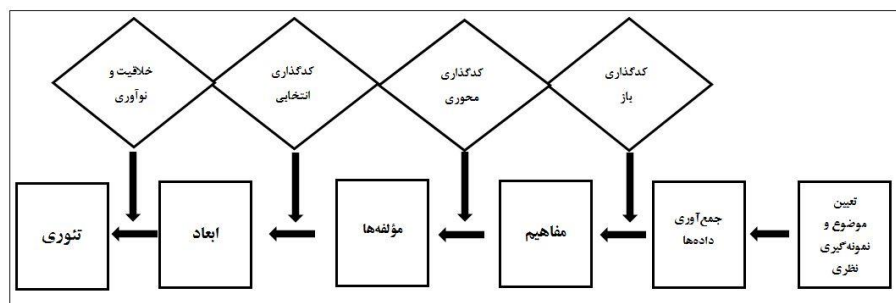 کدگذاری
باز
کدگذاری
محوری
کدگذاری
انتخابی
خلاقیت و
نوآوری
تعیین
موضوع و
نمونه‌گیری
نظری
جمع‌آوری
داده‌ها
مفاهیم
مؤلفه‌ها
ابعاد
تئوری